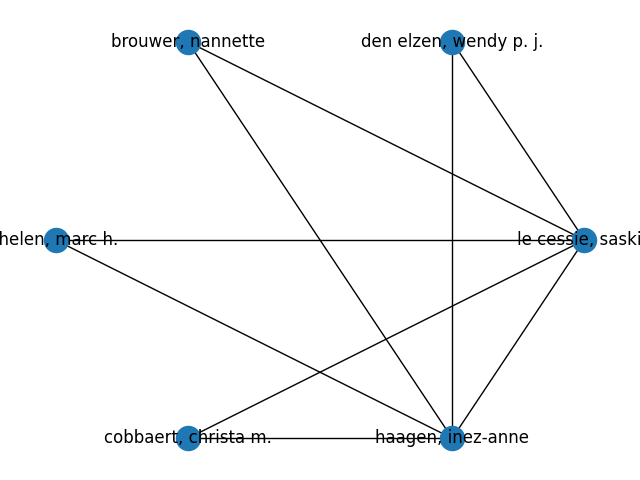 brouwer, nannette
den elzen, wendy p. j.
helen, marc h.
le cessie, saski
cobbaert, christa m.
haagen, inez-anne